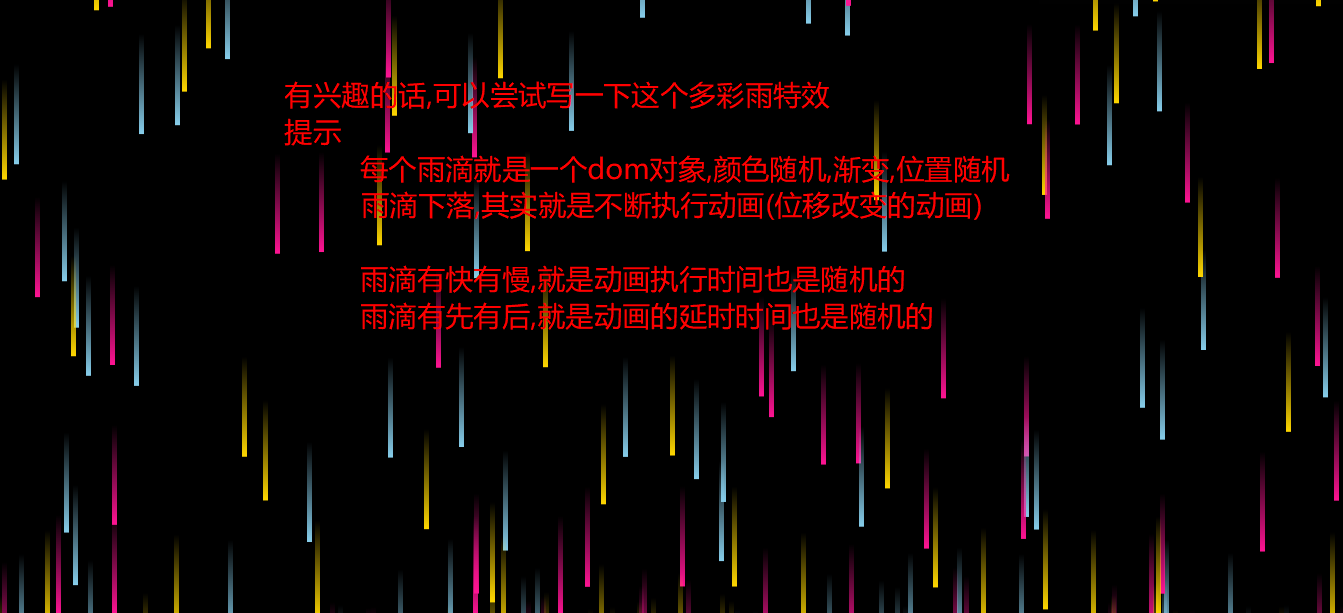 有兴趣的话,可以尝试写一下这个多彩雨特效
提示
每个雨滴就是一个dom对象,颜色随机,渐变,位置随机
雨滴下落,其实就是不断执行动画(位移改变的动画)
雨滴有快有慢,就是动画执行时间也是随机的
雨滴有先有后,就是动画的延时时间也是随机的